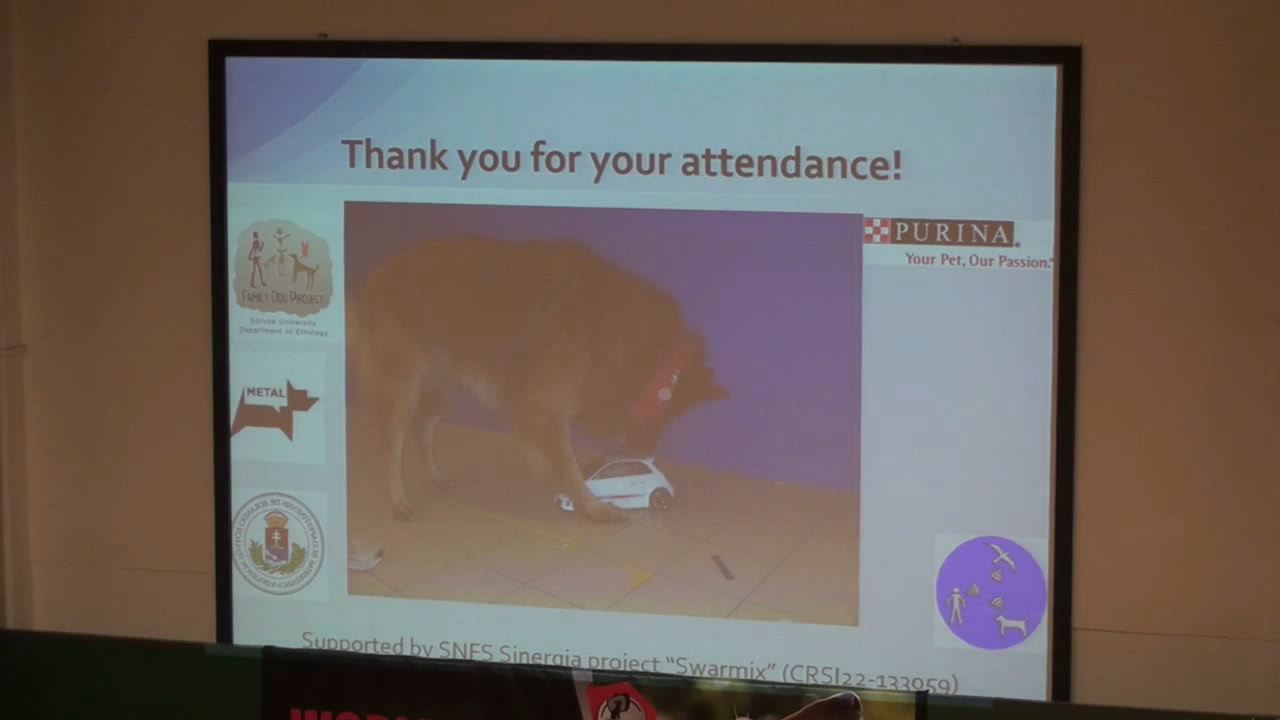 Thank you for your attendance!
PURINA
Your Pet, Our Passion.
FAMILY DOG PROJECT
Eötvös University
Department of Ethology
METAL
Supported by SNFS Sinergia project "Swarmix" (CRSI22-133059)